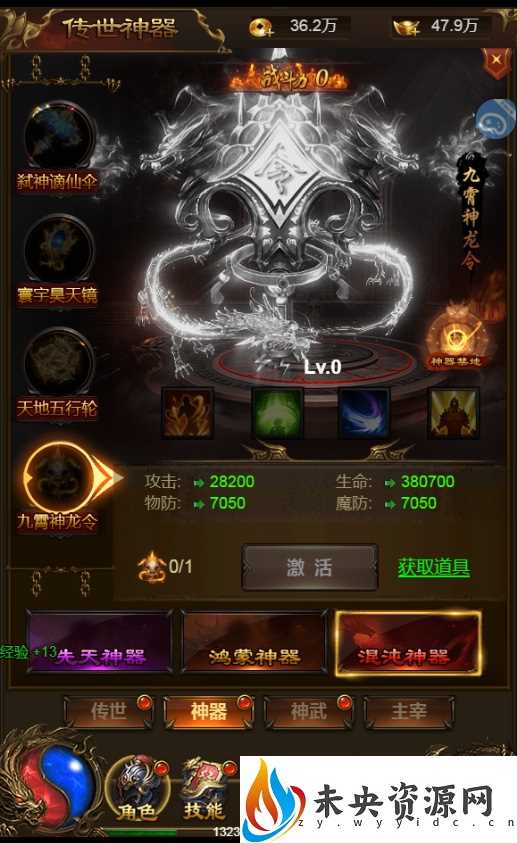 传世神器
36.2万
47.9万
战斗力 0
弑神谪仙伞
九霄神龙令
令
寰宇昊天镜
神器禁地
Lv.0
天地五行轮
九霄神龙令
攻击: 28200
生命: 380700
物防: 7050
魔防: 7050
0/1
激活
获取道具
经验 +13
先天神器
鸿蒙神器
混沌神器
传世
神器
神武
主宰
角色
技能
1323
未央资源网
zy.wyyidc.cn